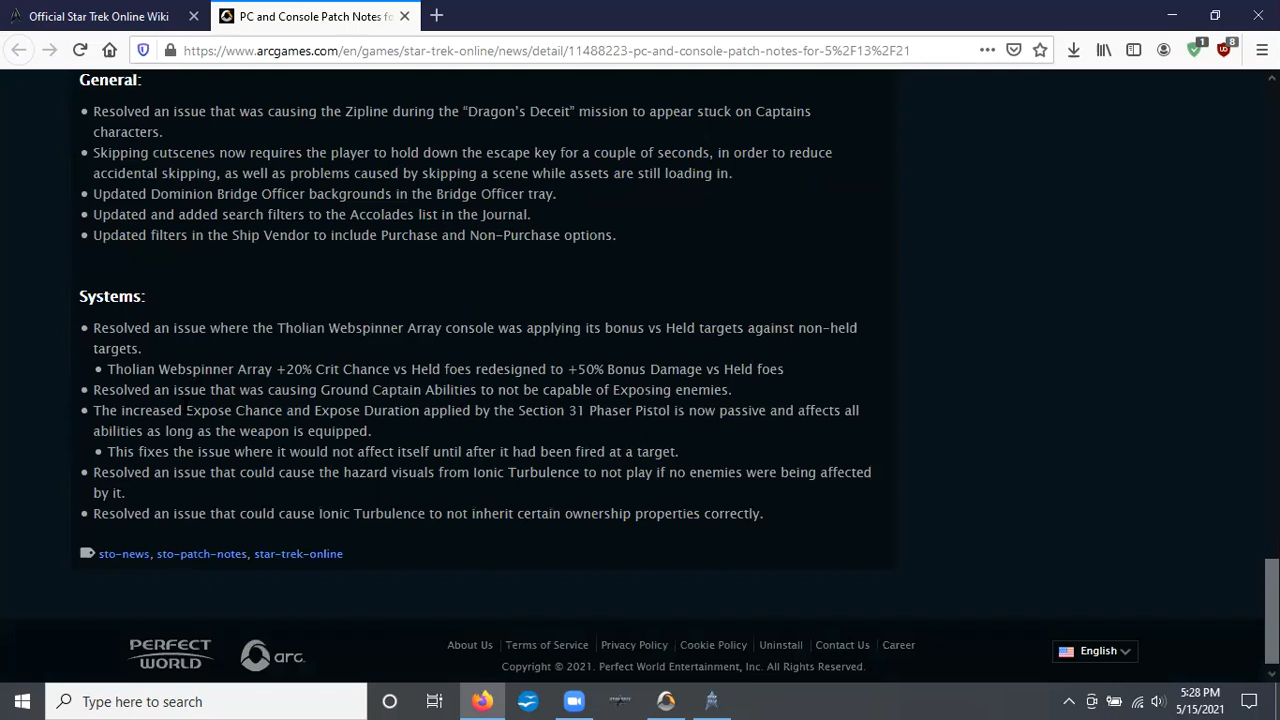 Official Star Trek Online Wiki
PC and Console Patch Notes fo
https://www.arcgames.com/en/games/star-trek-online/news/detail/11488223-pc-and-console-patch-notes-for-5%2F13%2F21
1
8
General:
• Resolved an issue that was causing the Zipline during the “Dragon’s Deceit” mission to appear stuck on Captains
characters.
• Skipping cutscenes now requires the player to hold down the escape key for a couple of seconds, in order to reduce
accidental skipping, as well as problems caused by skipping a scene while assets are still loading in.
• Updated Dominion Bridge Officer backgrounds in the Bridge Officer tray.
• Updated and added search filters to the Accolades list in the Journal.
• Updated filters in the Ship Vendor to include Purchase and Non-Purchase options.
Systems:
• Resolved an issue where the Tholian Webspinner Array console was applying its bonus vs Held targets against non-held
targets.
• Tholian Webspinner Array +20% Crit Chance vs Held foes redesigned to +50% Bonus Damage vs Held foes
• Resolved an issue that was causing Ground Captain Abilities to not be capable of Exposing enemies.
• The increased Expose Chance and Expose Duration applied by the Section 31 Phaser Pistol is now passive and affects all
abilities as long as the weapon is equipped.
• This fixes the issue where it would not affect itself until after it had been fired at a target.
• Resolved an issue that could cause the hazard visuals from Ionic Turbulence to not play if no enemies were being affected
by it.
• Resolved an issue that could cause Ionic Turbulence to not inherit certain ownership properties correctly.
sto-news, sto-patch-notes, star-trek-online
PERFECT
WORLD
arc.
About Us | Terms of Service | Privacy Policy | Cookie Policy | Uninstall | Contact Us | Career
Copyright © 2021. Perfect World Entertainment, Inc. All Rights Reserved.
English
Type here to search
5:28 PM
5/15/2021